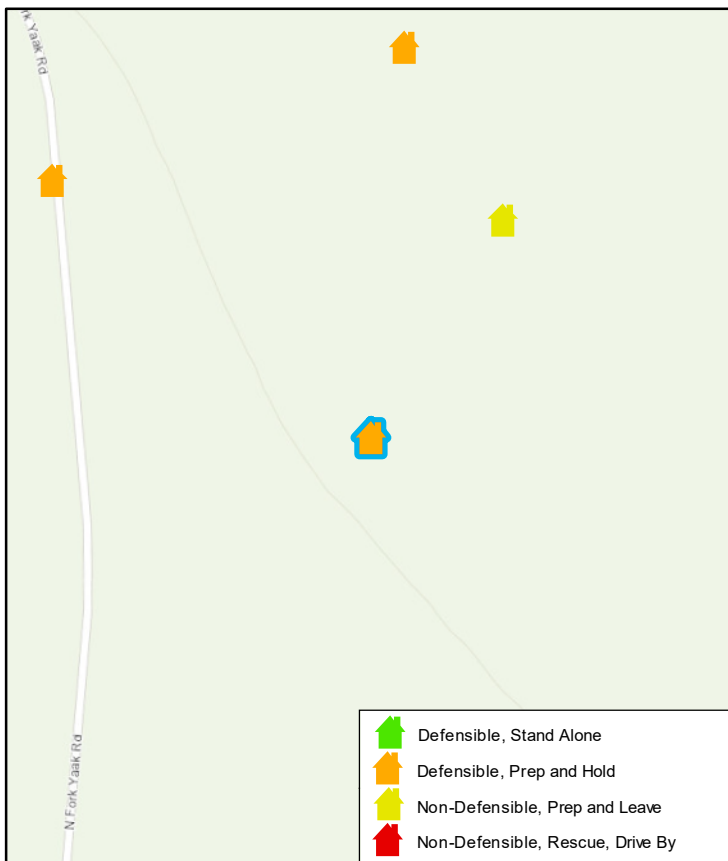 rk Yaak Rd
N Fork Yaak Rd
Defensible, Stand Alone
Defensible, Prep and Hold
Non-Defensible, Prep and Leave
Non-Defensible, Rescue, Drive By